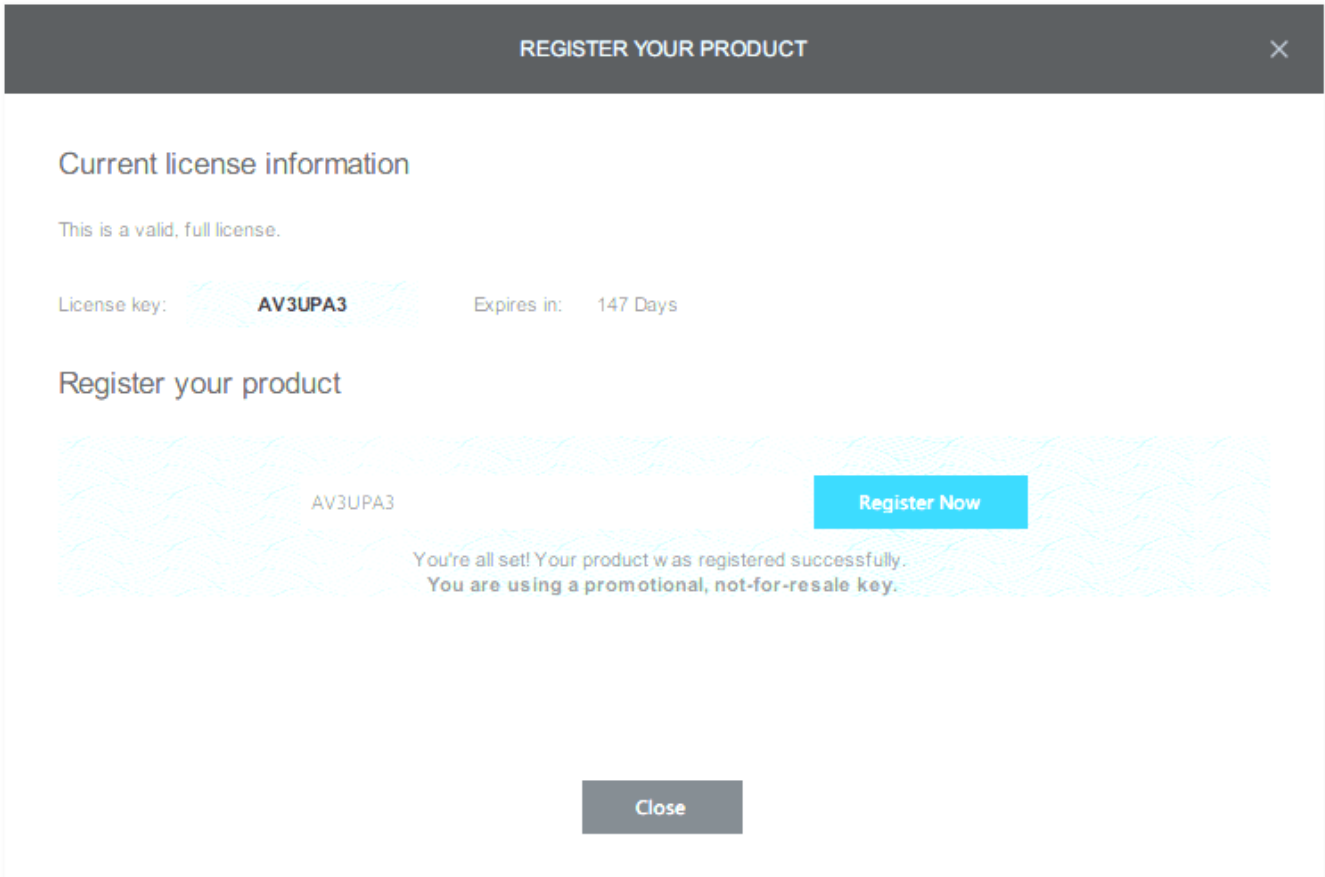 REGISTER YOUR PRODUCT
Current license information
This is a valid, full license.
License key: AV3UPA3 Expires in: 147 Days
Register your product
AV3UPA3 Register Now
You're all set! Your product was registered successfully.
You are using a promotional, not-for-resale key.
Close